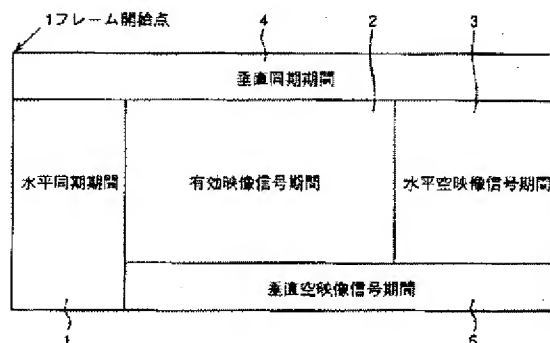 1フレーム開始点
4
2
3
垂直同期期間
水平同期期間
有効映像信号期間
水平空映像信号期間
垂直空映像信号期間
1
5